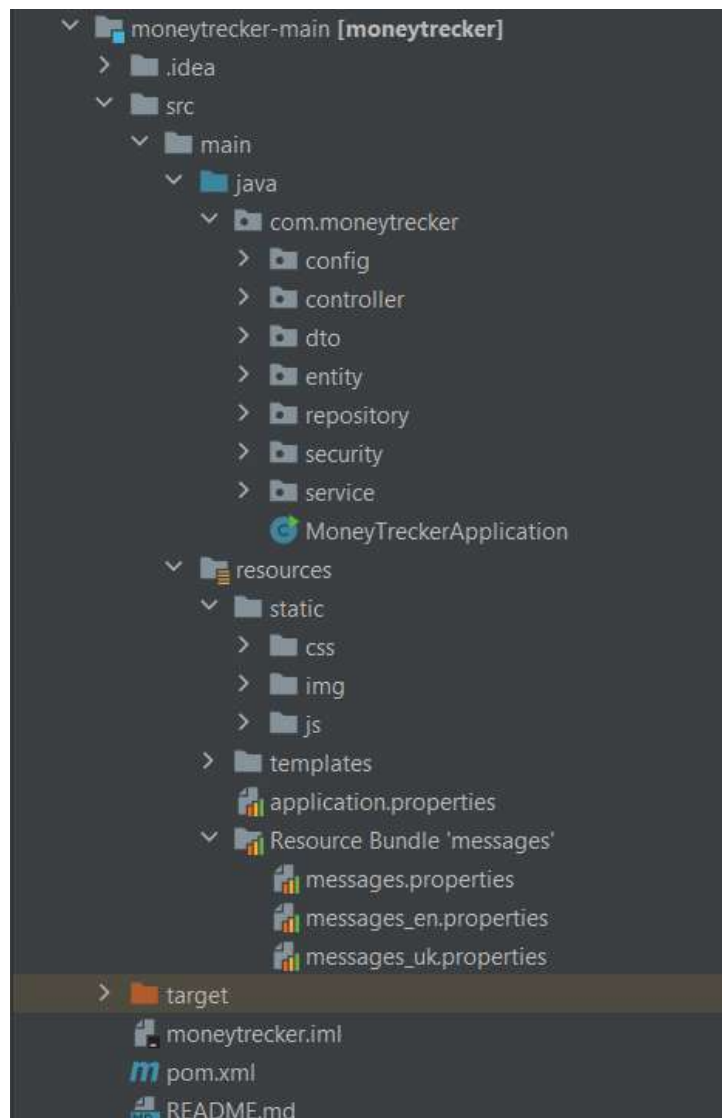 moneytrecker-main [moneytrecker]
.idea
src
main
java
com.moneytrecker
config
controller
dto
entity
repository
security
service
MoneyTreckerApplication
resources
static
css
img
js
templates
application.properties
Resource Bundle 'messages'
messages.properties
messages_en.properties
messages_uk.properties
target
moneytrecker.iml
pom.xml
README.md